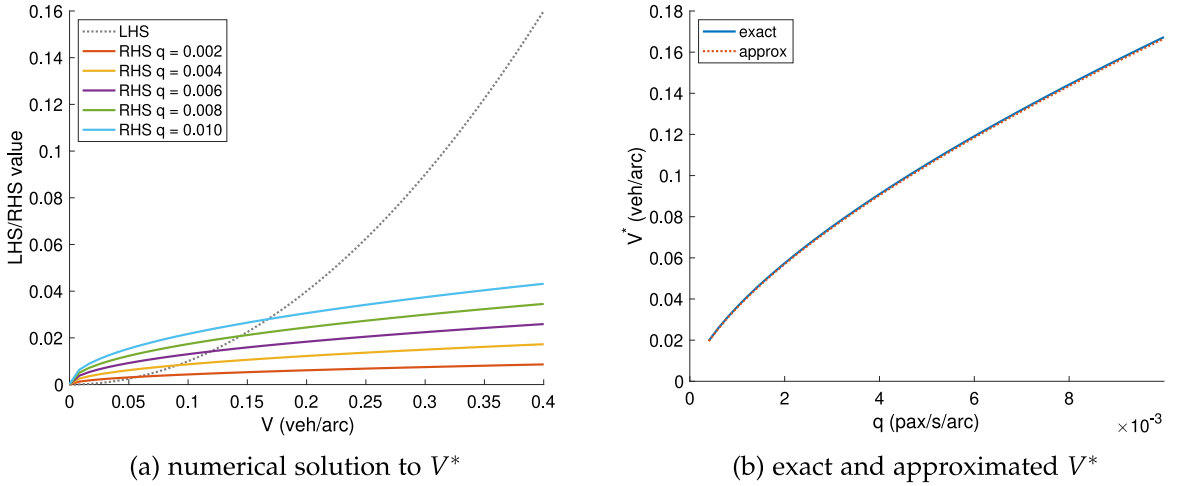 0.16
0.14
0.12
0.1
0.08
0.06
0.04
0.02
0
LHS/RHS value
LHS
RHS q = 0.002
RHS q = 0.004
RHS q = 0.006
RHS q = 0.008
RHS q = 0.010
0 0.05 0.1 0.15 0.2 0.25 0.3 0.35 0.4
V (veh/arc)
(a) numerical solution to V*
0.18
0.16
0.14
0.12
0.1
0.08
0.06
0.04
0.02
0
V* (veh/arc)
exact
approx
0 2 4 6 8
×10⁻³
q (pax/s/arc)
(b) exact and approximated V*